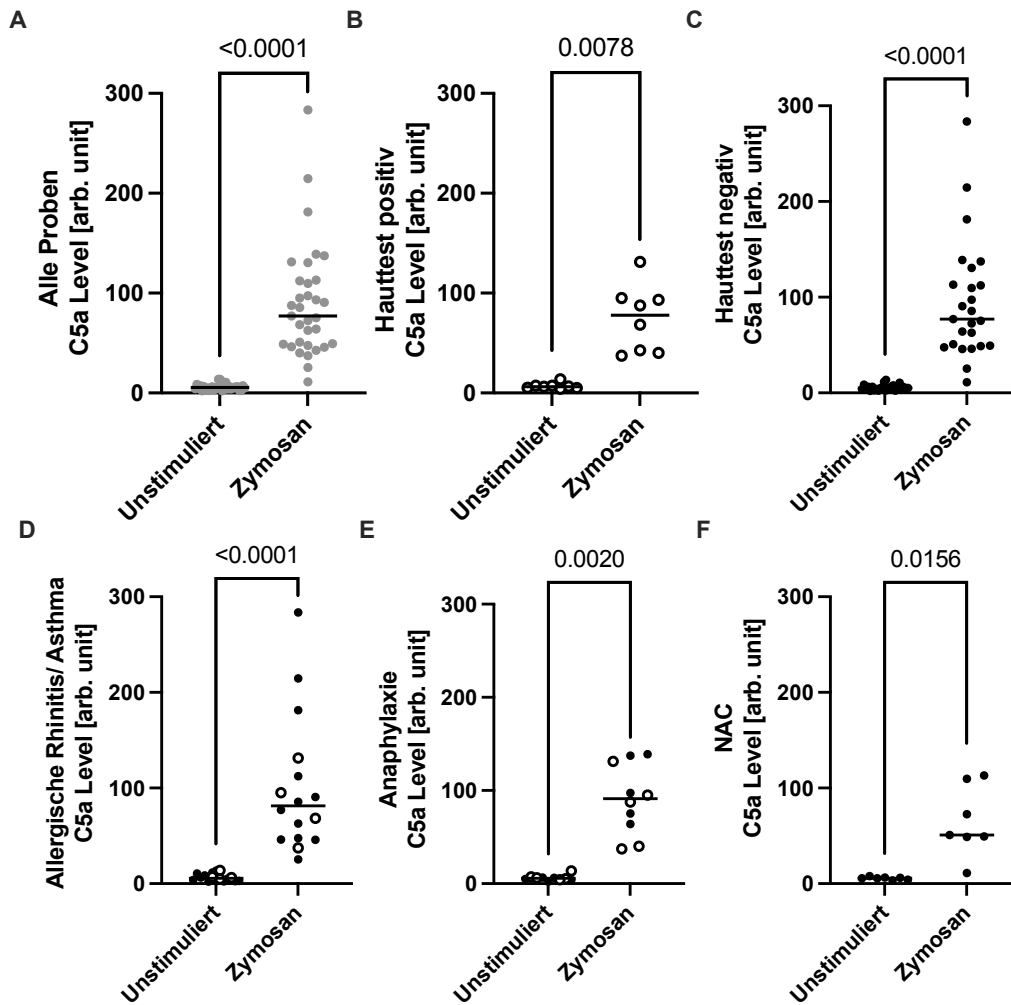 A
<0.0001
Alle Proben
C5a Level [arb. unit]
300
200
100
0
Unstimuliert
Zymosan
B
0.0078
Hauttest positiv
C5a Level [arb. unit]
300
200
100
0
Unstimuliert
Zymosan
C
<0.0001
Hauttest negativ
C5a Level [arb. unit]
300
200
100
0
Unstimuliert
Zymosan
D
<0.0001
Allergische Rhinitis/ Asthma
C5a Level [arb. unit]
300
200
100
0
Unstimuliert
Zymosan
E
0.0020
Anaphylaxie
C5a Level [arb. unit]
300
200
100
0
Unstimuliert
Zymosan
F
0.0156
NAC
C5a Level [arb. unit]
300
200
100
0
Unstimuliert
Zymosan